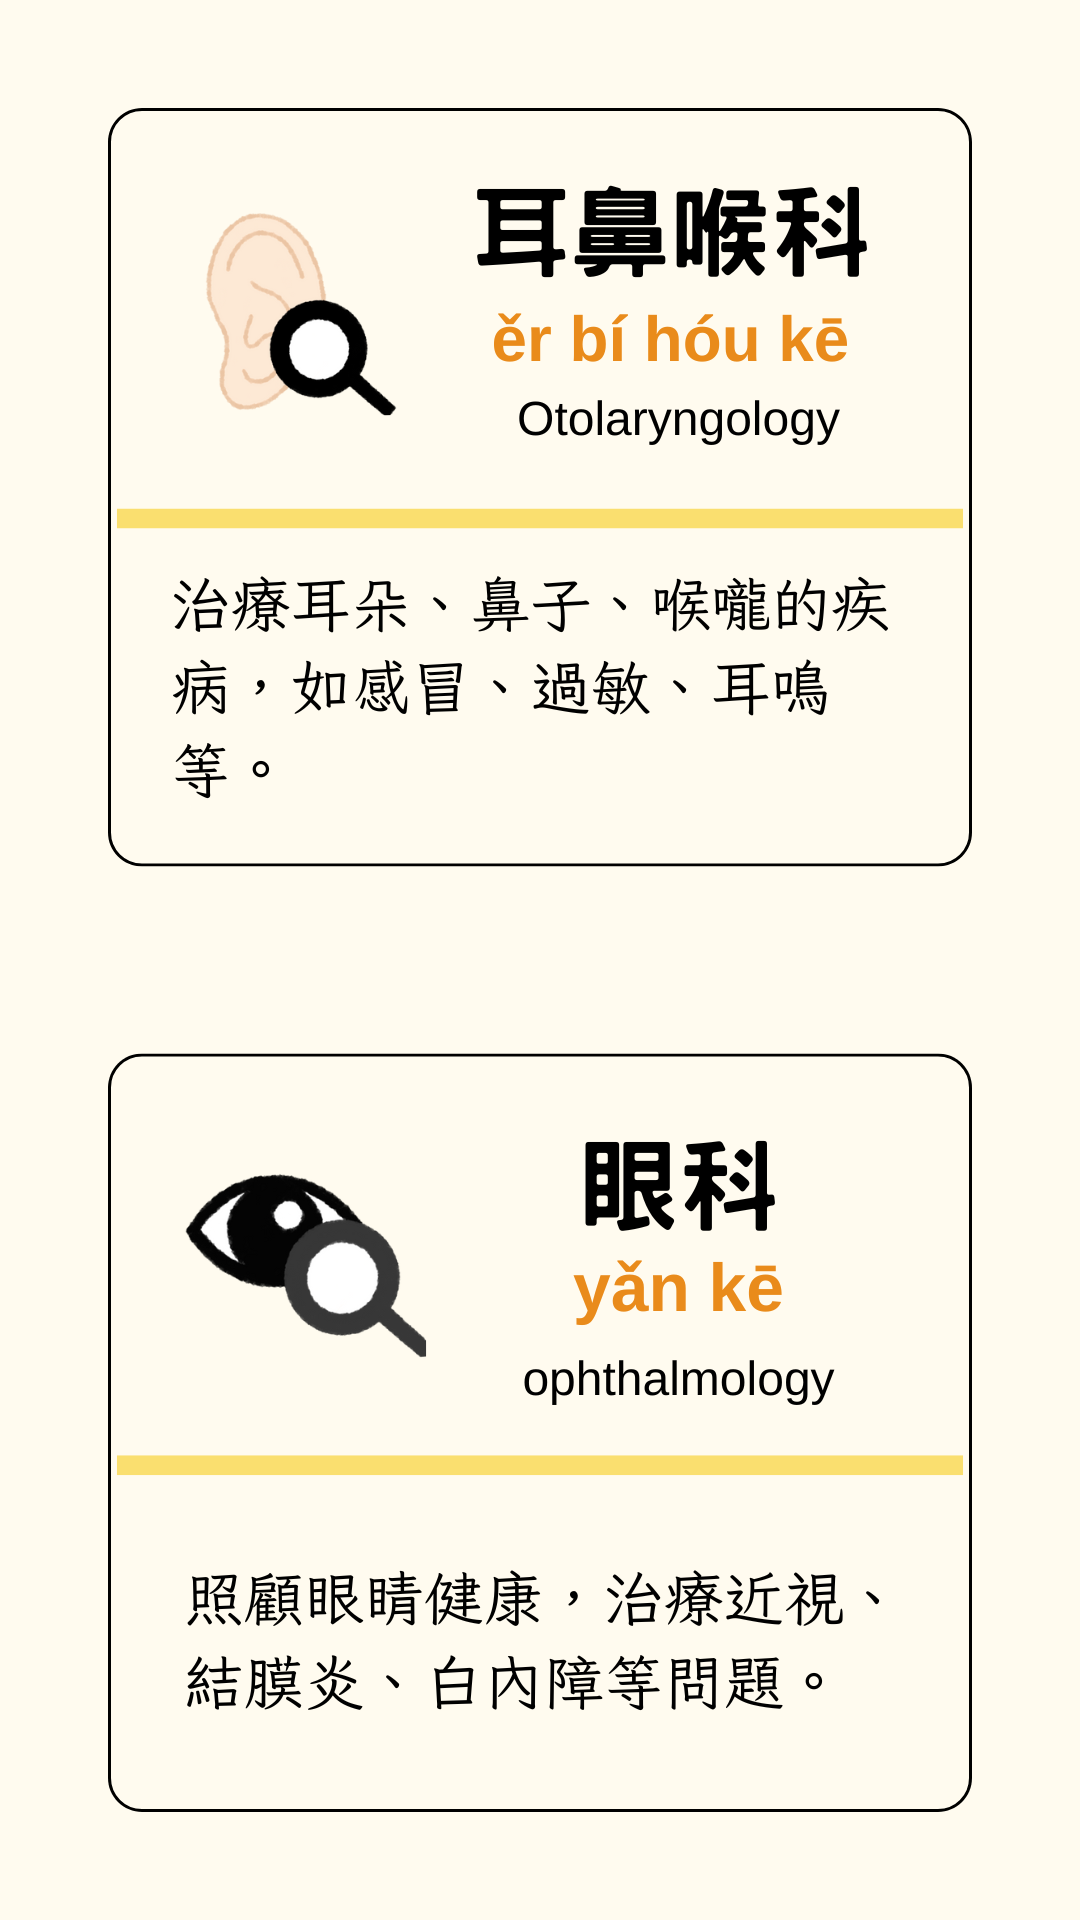 耳鼻喉科
ěr bí hóu kē
Otolaryngology
治療耳朵、鼻子、喉嚨的疾
病，如感冒、過敏、耳鳴
等。
眼科
yǎn kē
ophthalmology
照顧眼睛健康，治療近視、
結膜炎、白內障等問題。